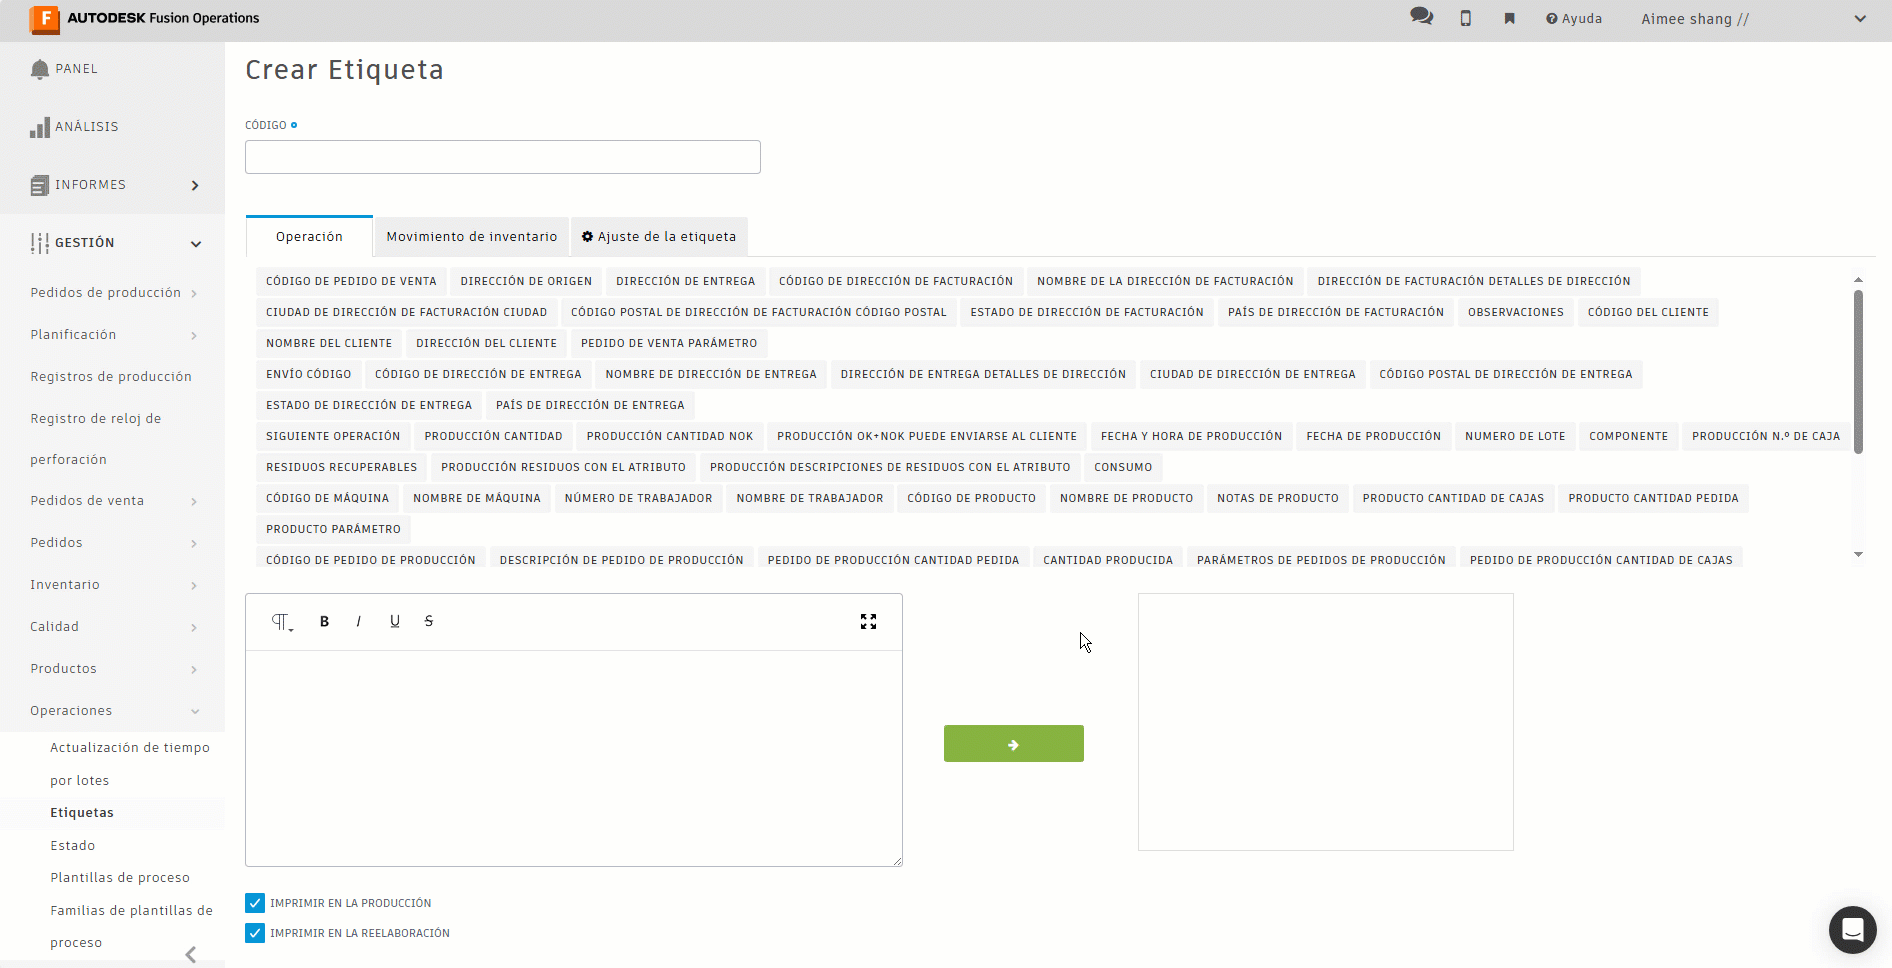 F AUTODESK Fusion Operations
Ayuda
Aimee shang //
PANEL
ANÁLISIS
INFORMES
GESTIÓN
Pedidos de producción
Planificación
Registros de producción
Registro de reloj de
perforación
Pedidos de venta
Pedidos
Inventario
Calidad
Productos
Operaciones
Actualización de tiempo
por lotes
Etiquetas
Estado
Plantillas de proceso
Familias de plantillas de
proceso
Crear Etiqueta
CÓDIGO
Operación Movimiento de inventario Ajuste de la etiqueta
CÓDIGO DE PEDIDO DE VENTA DIRECCIÓN DE ORIGEN DIRECCIÓN DE ENTREGA CÓDIGO DE DIRECCIÓN DE FACTURACIÓN NOMBRE DE LA DIRECCIÓN DE FACTURACIÓN DIRECCIÓN DE FACTURACIÓN DETALLES DE DIRECCIÓN
CIUDAD DE DIRECCIÓN DE FACTURACIÓN CIUDAD CÓDIGO POSTAL DE DIRECCIÓN DE FACTURACIÓN CÓDIGO POSTAL ESTADO DE DIRECCIÓN DE FACTURACIÓN PAÍS DE DIRECCIÓN DE FACTURACIÓN OBSERVACIONES CÓDIGO DEL CLIENTE
NOMBRE DEL CLIENTE DIRECCIÓN DEL CLIENTE PEDIDO DE VENTA PARÁMETRO
ENVÍO CÓDIGO CÓDIGO DE DIRECCIÓN DE ENTREGA NOMBRE DE DIRECCIÓN DE ENTREGA DIRECCIÓN DE ENTREGA DETALLES DE DIRECCIÓN CIUDAD DE DIRECCIÓN DE ENTREGA CÓDIGO POSTAL DE DIRECCIÓN DE ENTREGA
ESTADO DE DIRECCIÓN DE ENTREGA PAÍS DE DIRECCIÓN DE ENTREGA
SIGUIENTE OPERACIÓN PRODUCCIÓN CANTIDAD PRODUCCIÓN CANTIDAD NOK PRODUCCIÓN OK+NOK PUEDE ENVIARSE AL CLIENTE FECHA Y HORA DE PRODUCCIÓN FECHA DE PRODUCCIÓN NUMERO DE LOTE COMPONENTE PRODUCCIÓN N.º DE CAJA
RESIDUOS RECUPERABLES PRODUCCIÓN RESIDUOS CON EL ATRIBUTO PRODUCCIÓN DESCRIPCIONES DE RESIDUOS CON EL ATRIBUTO CONSUMO
CÓDIGO DE MÁQUINA NOMBRE DE MÁQUINA NÚMERO DE TRABAJADOR NOMBRE DE TRABAJADOR CÓDIGO DE PRODUCTO NOMBRE DE PRODUCTO NOTAS DE PRODUCTO PRODUCTO CANTIDAD DE CAJAS PRODUCTO CANTIDAD PEDIDA
PRODUCTO PARÁMETRO
CÓDIGO DE PEDIDO DE PRODUCCIÓN DESCRIPCIÓN DE PEDIDO DE PRODUCCIÓN PEDIDO DE PRODUCCIÓN CANTIDAD PEDIDA CANTIDAD PRODUCIDA PARÁMETROS DE PEDIDOS DE PRODUCCIÓN PEDIDO DE PRODUCCIÓN CANTIDAD DE CAJAS
B I U S
IMPRIMIR EN LA PRODUCCIÓN
IMPRIMIR EN LA REELABORACIÓN